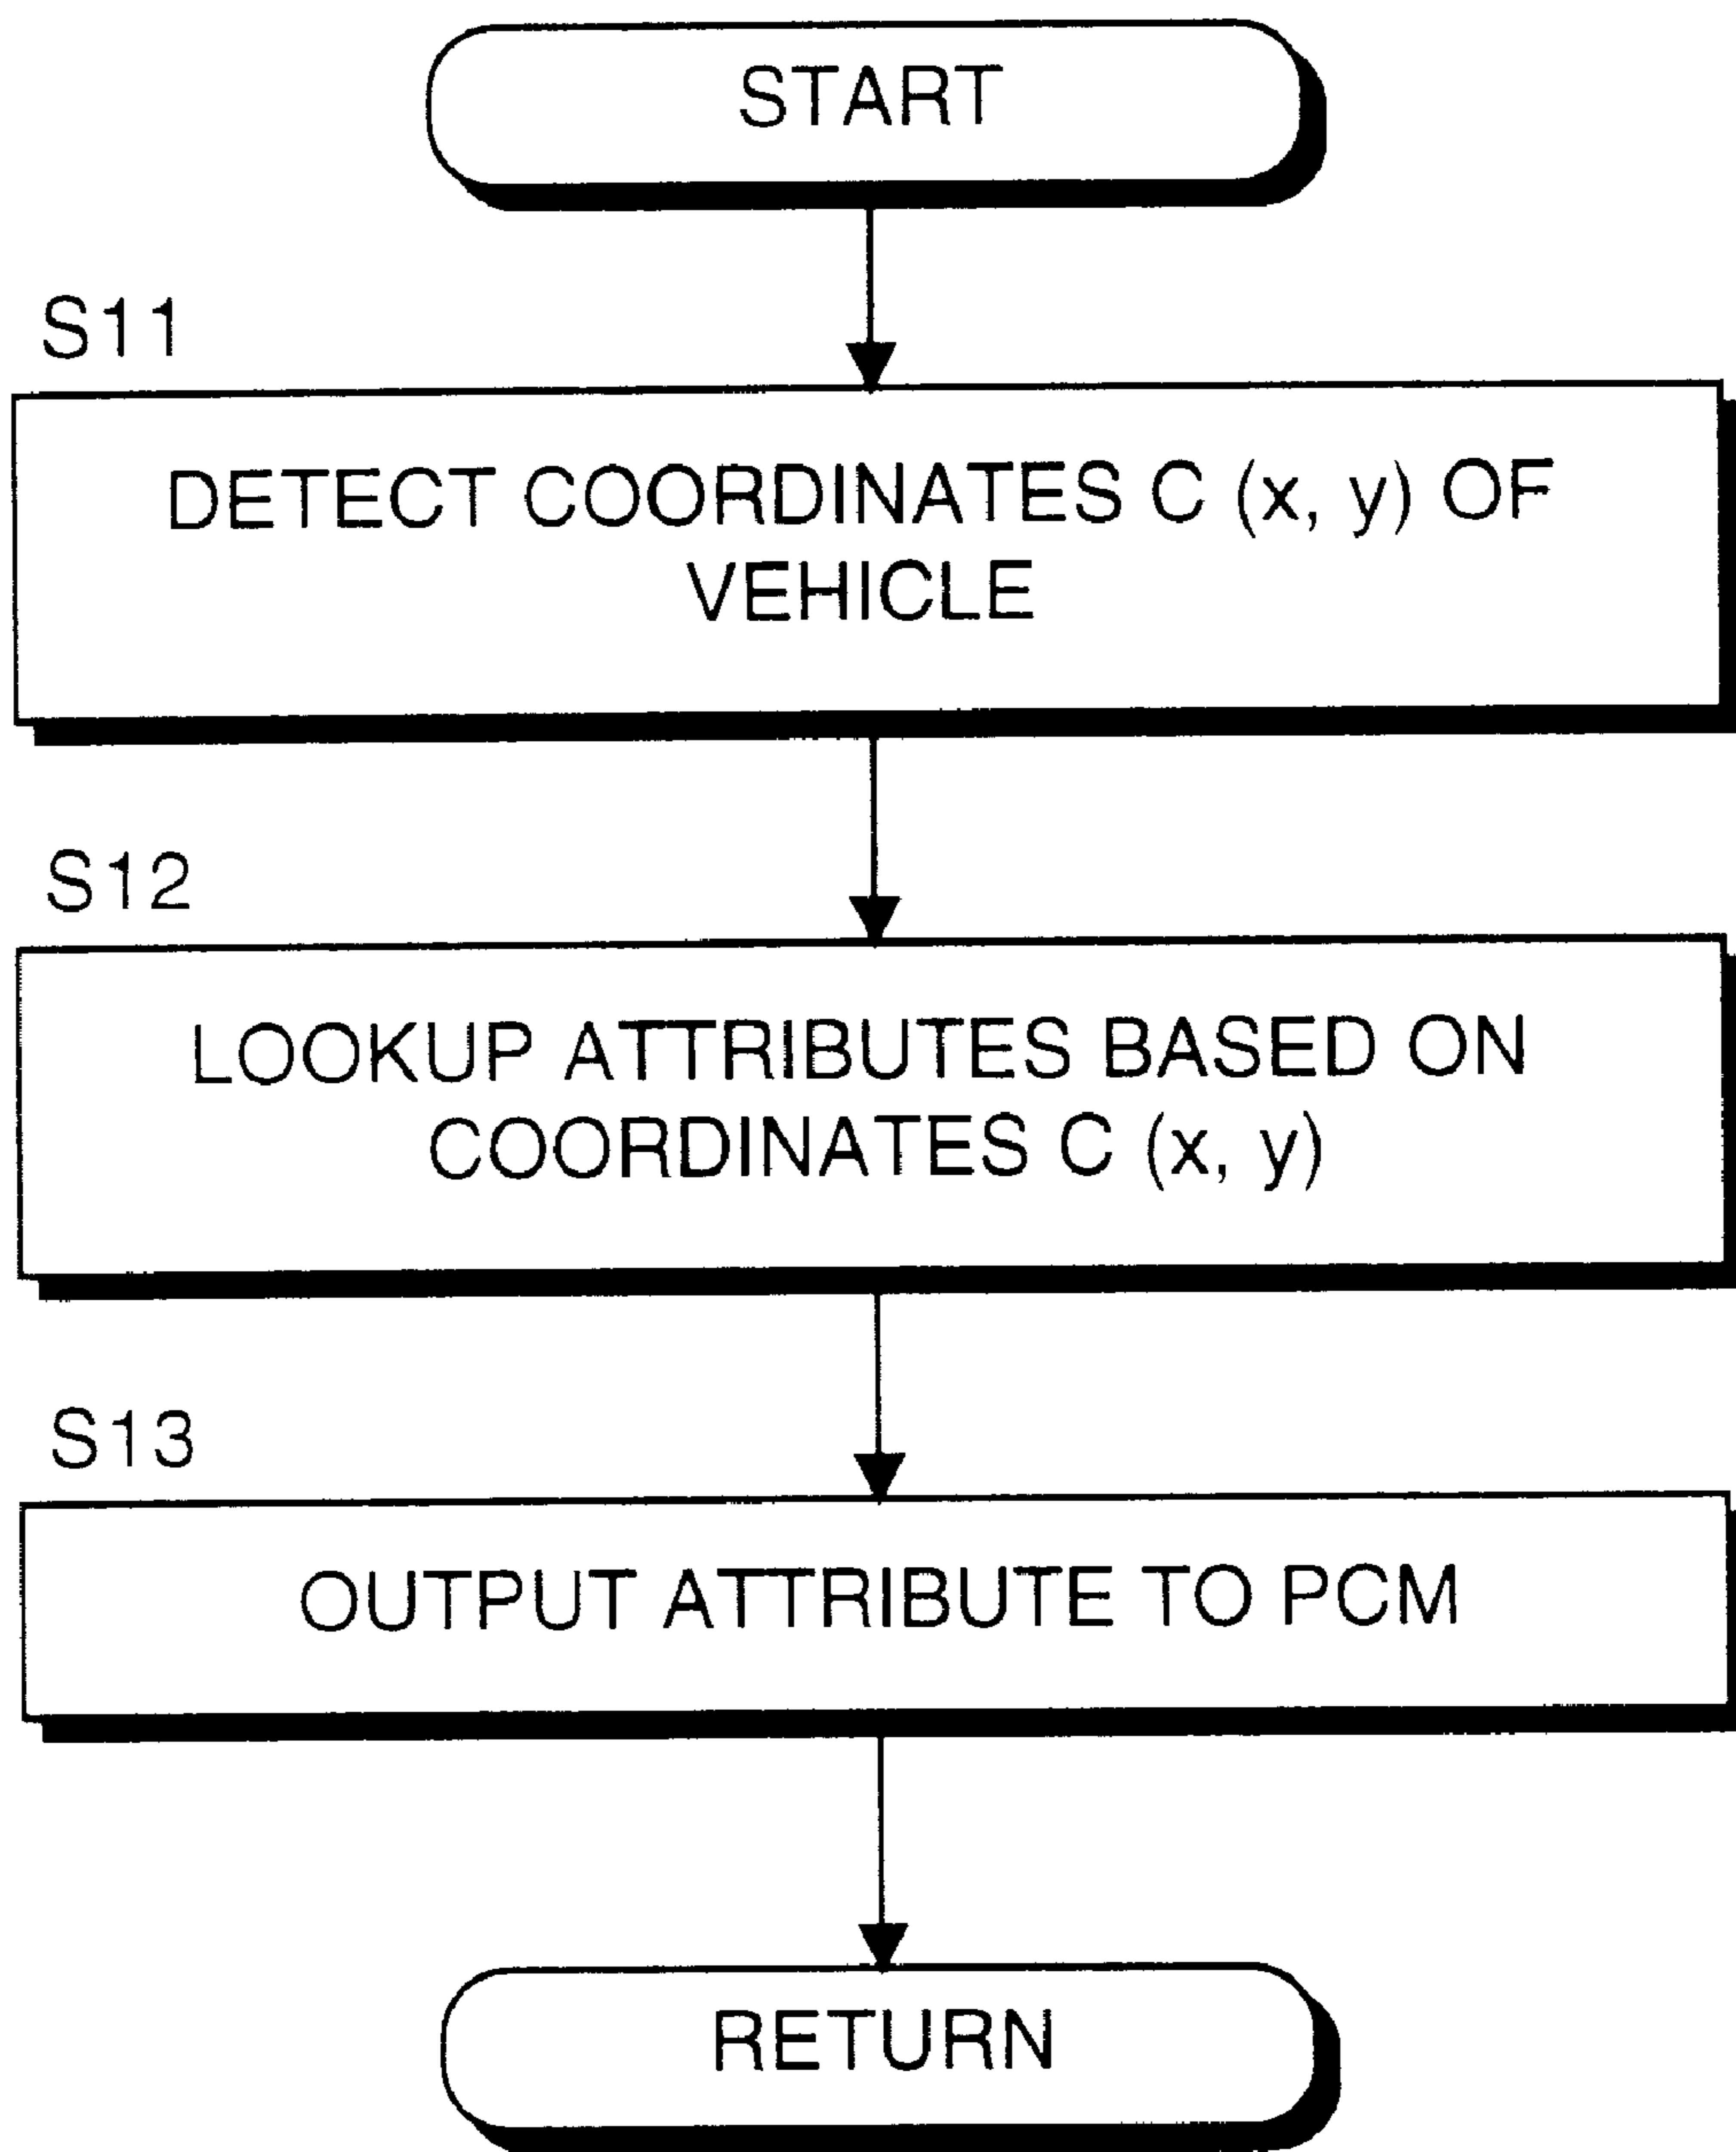 START
S11
DETECT COORDINATES C (x, y) OF
VEHICLE
S12
LOOKUP ATTRIBUTES BASED ON
COORDINATES C (x, y)
S13
OUTPUT ATTRIBUTE TO PCM
RETURN